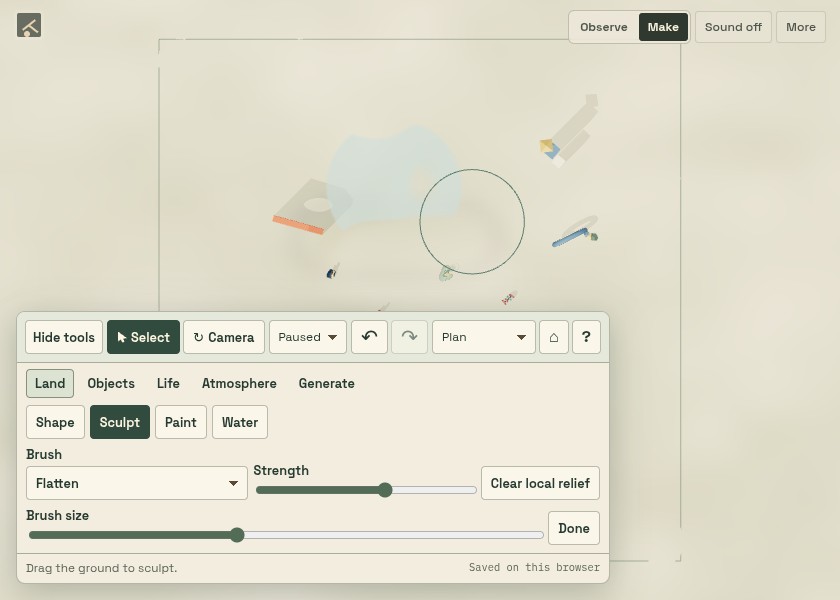 Observe Make Sound off More
Hide tools Select ↻ Camera Paused ↶ ↷ Plan ⌂ ?
Land Objects Life Atmosphere Generate
Shape Sculpt Paint Water
Brush
Flatten
Strength
Clear local relief
Brush size
Done
Drag the ground to sculpt. Saved on this browser